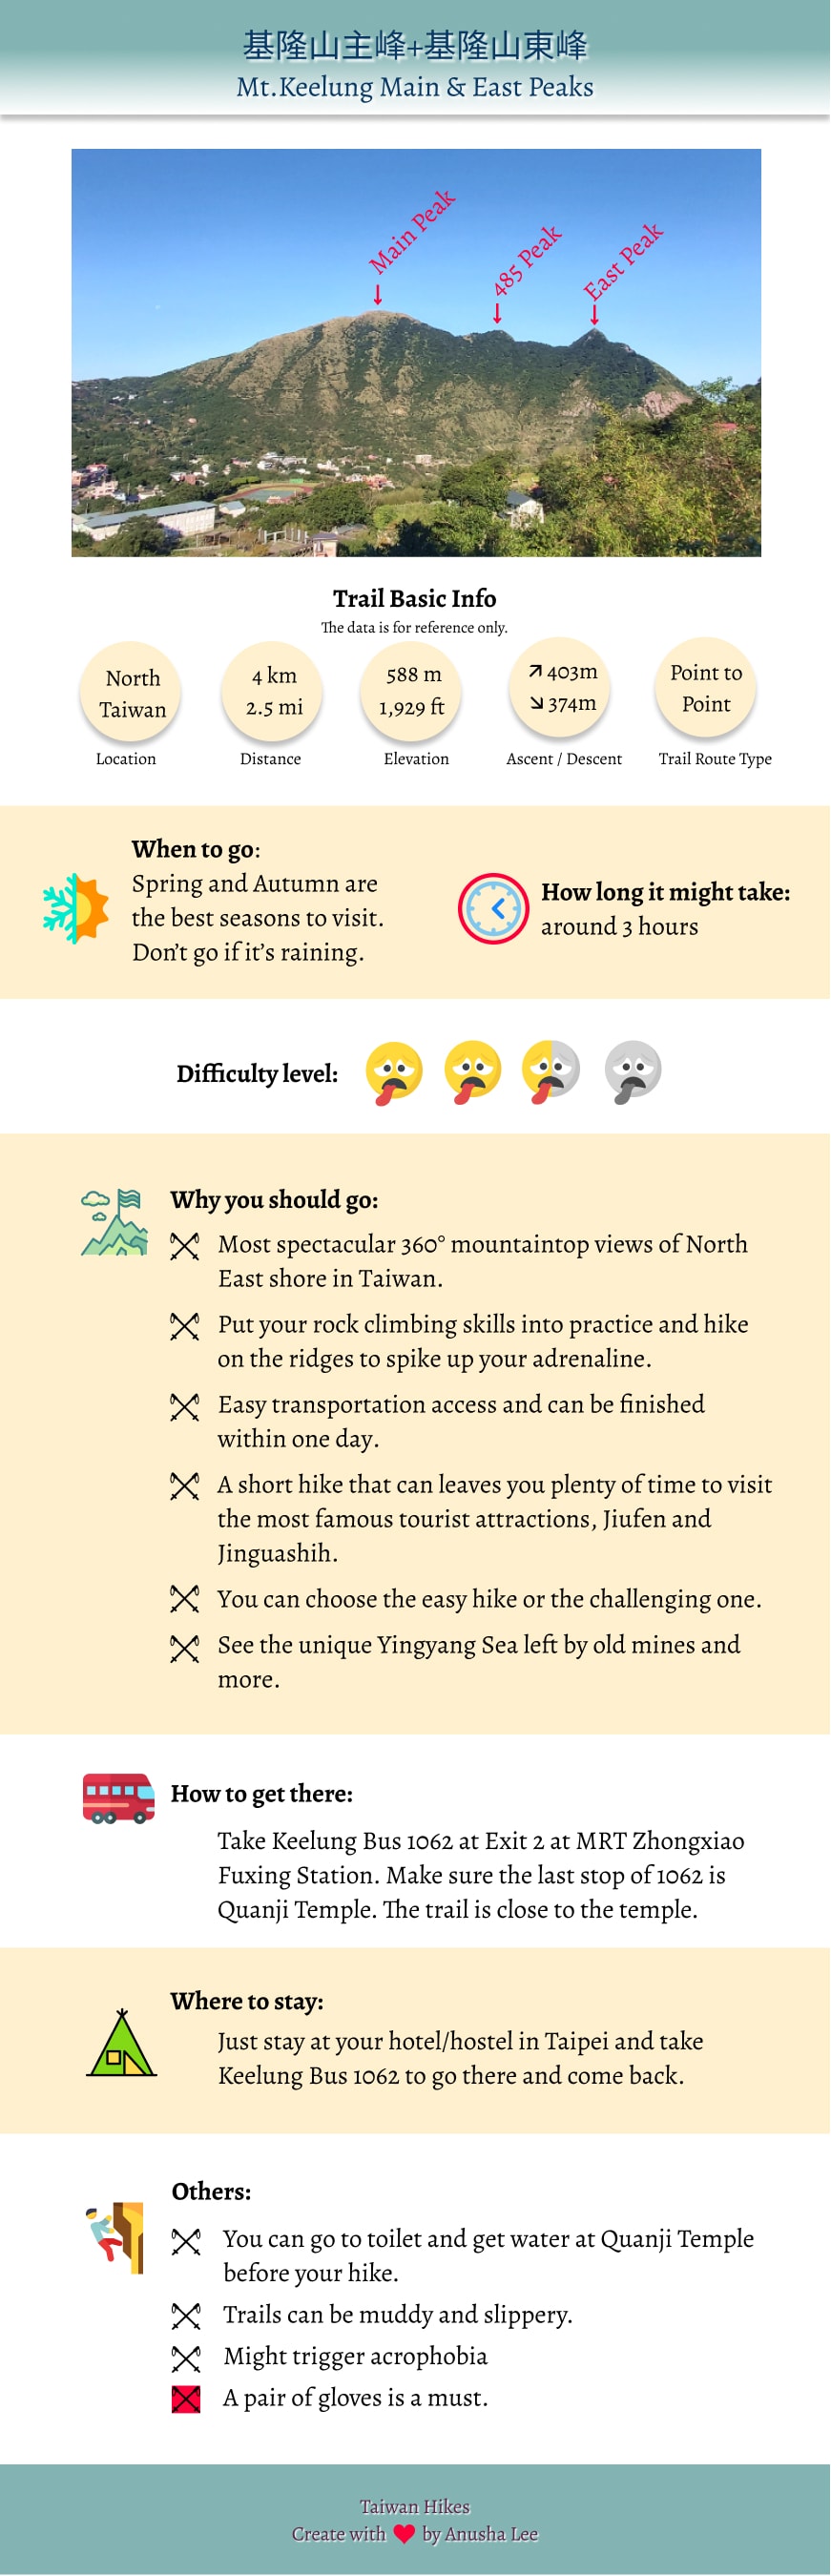 基隆山主峰+基隆山東峰
Mt.Keelung Main & East Peaks
Main Peak
485 Peak
East Peak
Trail Basic Info
The data is for reference only.
North
Taiwan
Location
4 km
2.5 mi
Distance
588 m
1,929 ft
Elevation
↗ 403m
↘ 374m
Ascent / Descent
Point to
Point
Trail Route Type
When to go:
Spring and Autumn are
the best seasons to visit.
Don't go if it's raining.
How long it might take:
around 3 hours
Difficulty level:
Why you should go:
Most spectacular 360° mountaintop views of North
East shore in Taiwan.
Put your rock climbing skills into practice and hike
on the ridges to spike up your adrenaline.
Easy transportation access and can be finished
within one day.
A short hike that can leaves you plenty of time to visit
the most famous tourist attractions, Jiufen and
Jinguashih.
You can choose the easy hike or the challenging one.
See the unique Yingyang Sea left by old mines and
more.
How to get there:
Take Keelung Bus 1062 at Exit 2 at MRT Zhongxiao
Fuxing Station. Make sure the last stop of 1062 is
Quanji Temple. The trail is close to the temple.
Where to stay:
Just stay at your hotel/hostel in Taipei and take
Keelung Bus 1062 to go there and come back.
Others:
You can go to toilet and get water at Quanji Temple
before your hike.
Trails can be muddy and slippery.
Might trigger acrophobia
A pair of gloves is a must.
Taiwan Hikes
Create with ❤ by Anusha Lee